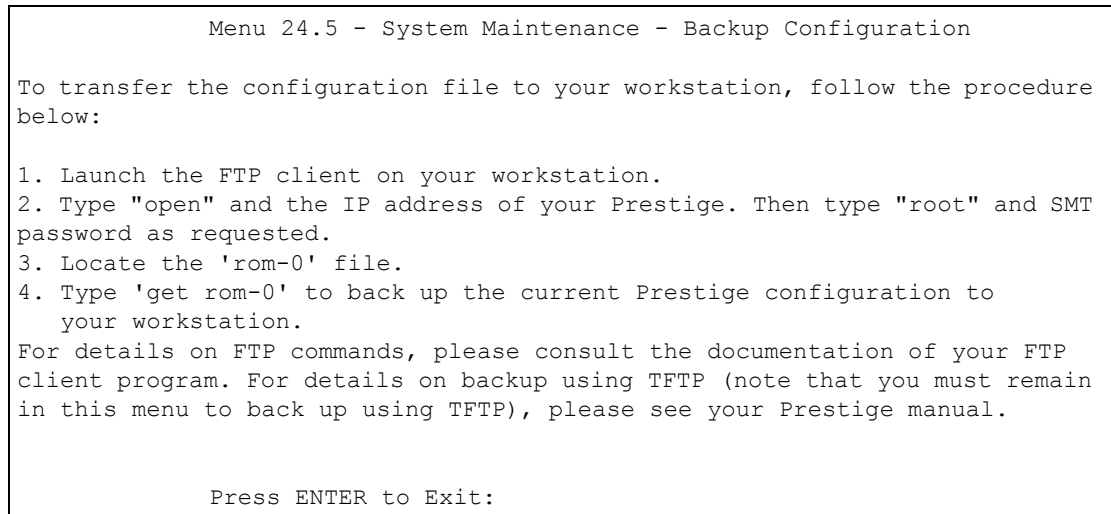 Menu 24.5 - System Maintenance - Backup Configuration
To transfer the configuration file to your workstation, follow the procedure
below:
1. Launch the FTP client on your workstation.
2. Type "open" and the IP address of your Prestige. Then type "root" and SMT
password as requested.
3. Locate the 'rom-0' file.
4. Type 'get rom-0' to back up the current Prestige configuration to
your workstation.
For details on FTP commands, please consult the documentation of your FTP
client program. For details on backup using TFTP (note that you must remain
in this menu to back up using TFTP), please see your Prestige manual.
Press ENTER to Exit: